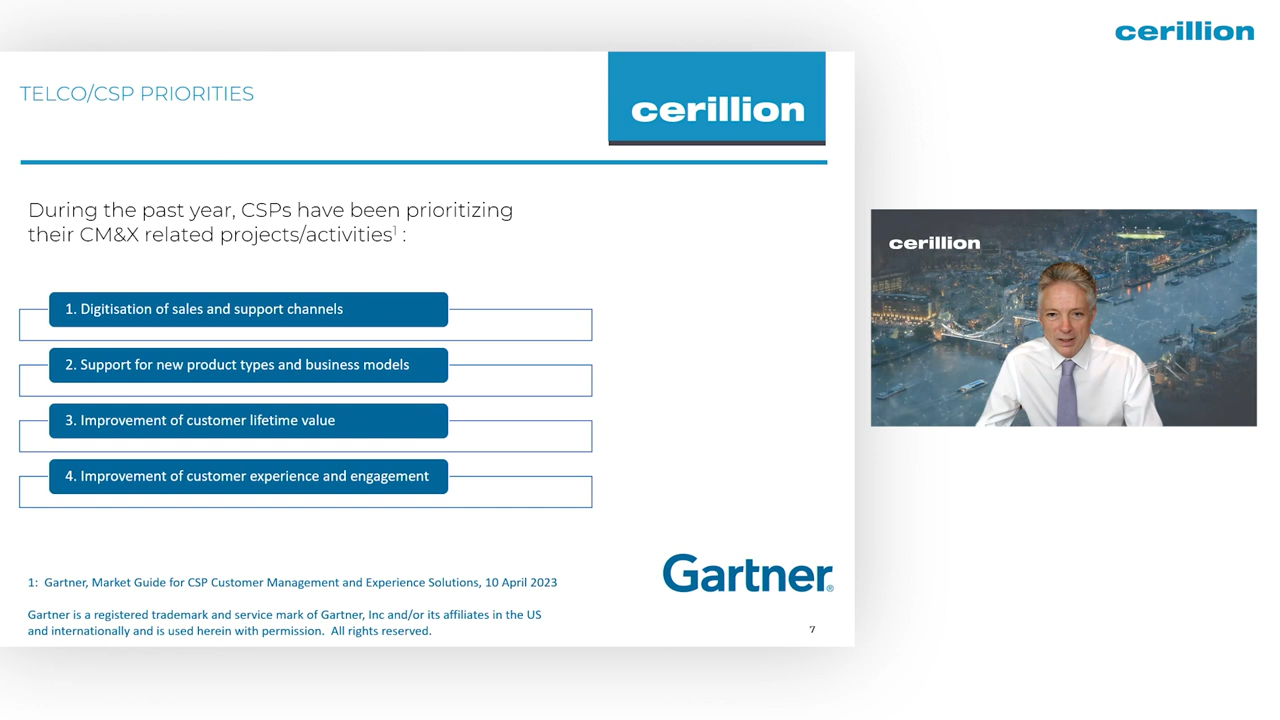 cerillion
TELCO/CSP PRIORITIES
cerillion
During the past year, CSPs have been prioritizing
their CM&X related projects/activities1 :
cerillion
1. Digitisation of sales and support channels
2. Support for new product types and business models
3. Improvement of customer lifetime value
4. Improvement of customer experience and engagement
Gartner®
1: Gartner, Market Guide for CSP Customer Management and Experience Solutions, 10 April 2023
Gartner is a registered trademark and service mark of Gartner, Inc and/or its affiliates in the US
and internationally and is used herein with permission. All rights reserved.
7